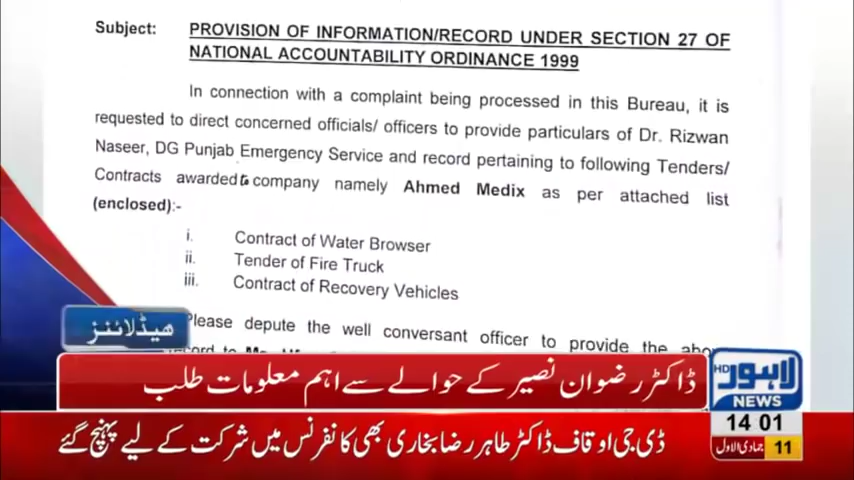 Subject: PROVISION OF INFORMATION/RECORD UNDER SECTION 27 OF
NATIONAL ACCOUNTABILITY ORDINANCE 1999
In connection with a complaint being processed in this Bureau, it is
requested to direct concerned officials/ officers to provide particulars of Dr. Rizwan
Naseer, DG Punjab Emergency Service and record pertaining to following Tenders/
Contracts awarded to company namely Ahmed Medix as per attached list
(enclosed):-
i. Contract of Water Browser
ii. Tender of Fire Truck
iii. Contract of Recovery Vehicles
Please depute the well conversant officer to provide the
record to
ہیڈلائنز
ڈاکٹر رضوان نصیر کے حوالے سے اہم معلومات طلب
HD لاہور
NEWS
14 01
جمادی الاول 11
ڈی جی اوقاف ڈاکٹر طاہر رضا بخاری بھی کانفرنس میں شرکت کے لیے پہنچ گئے